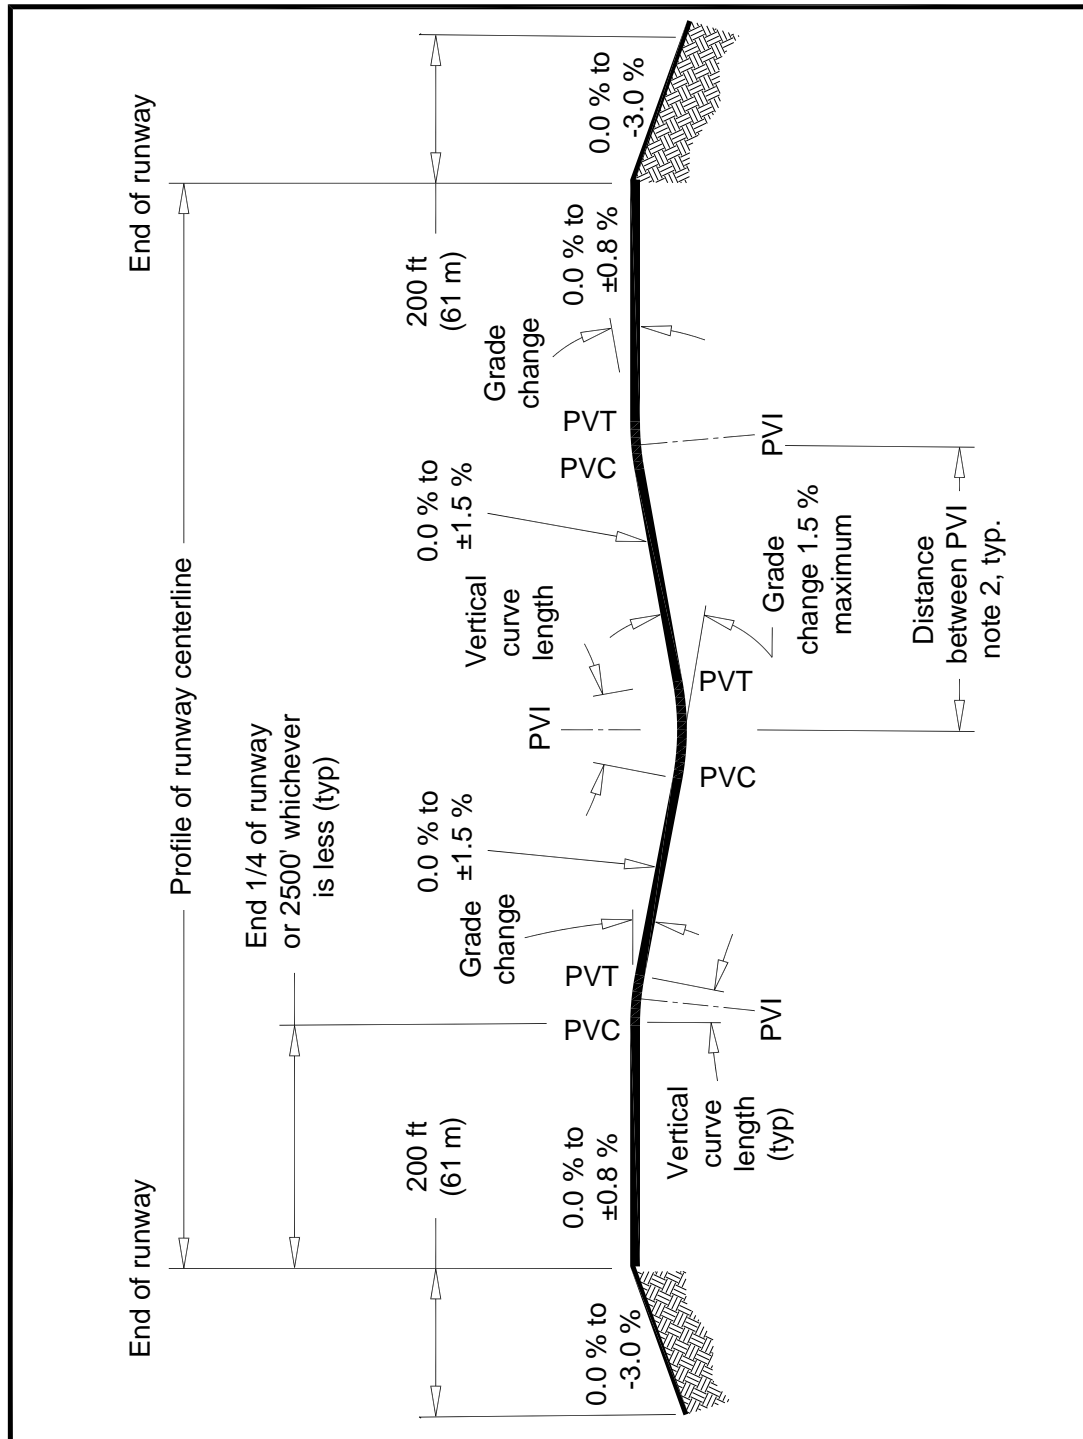 End of runway
End of runway
Profile of runway centerline
End 1/4 of runway
or 2500' whichever
is less (typ)
200 ft
(61 m)
200 ft
(61 m)
0.0 % to
±1.5 %
0.0 % to
±1.5 %
Grade
change
Vertical
curve
length
Grade
change
PVI
0.0 % to
-3.0 %
0.0 % to
±0.8 %
PVC
PVT
PVC
PVT
0.0 % to
±0.8 %
0.0 % to
-3.0 %
Vertical
curve
length
(typ)
PVI
PVC
PVT
Grade
change 1.5 %
maximum
PVI
Distance
between PVI
note 2, typ.